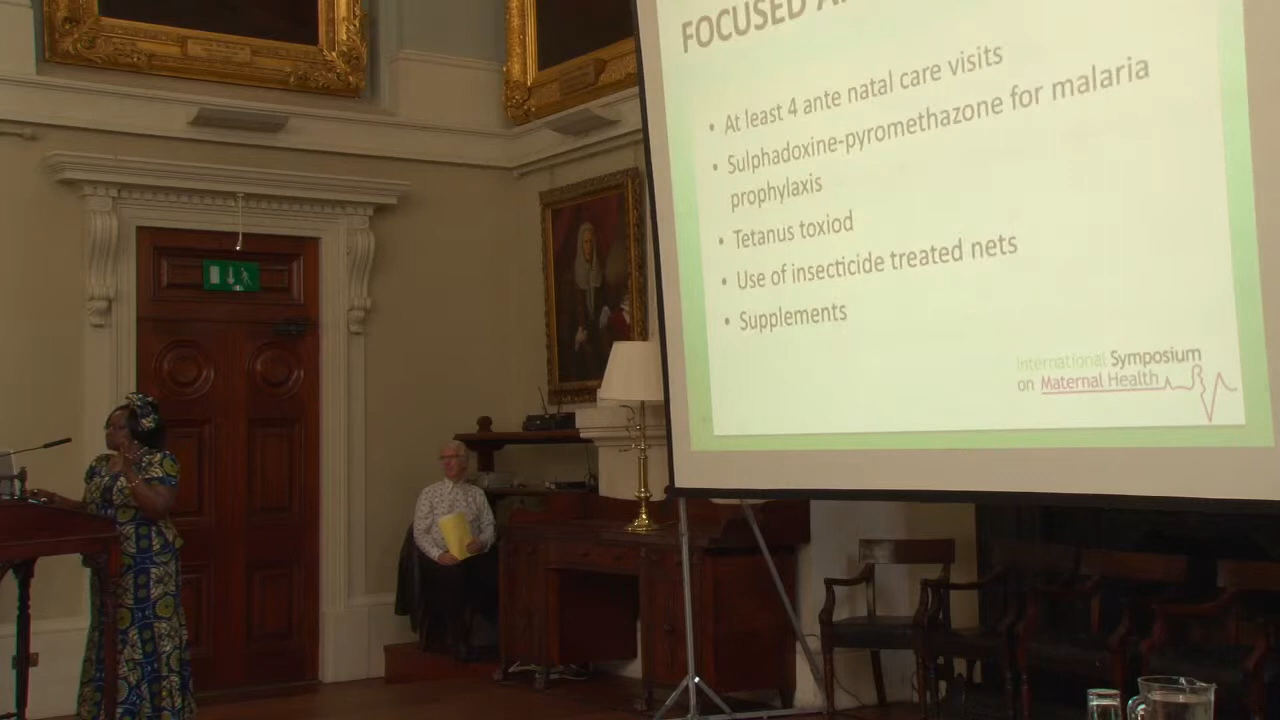 FOCUSED
• At least 4 ante natal care visits
• Sulphadoxine-pyromethazone for malaria
prophylaxis
• Tetanus toxiod
• Use of insecticide treated nets
• Supplements
International Symposium
on Maternal Health